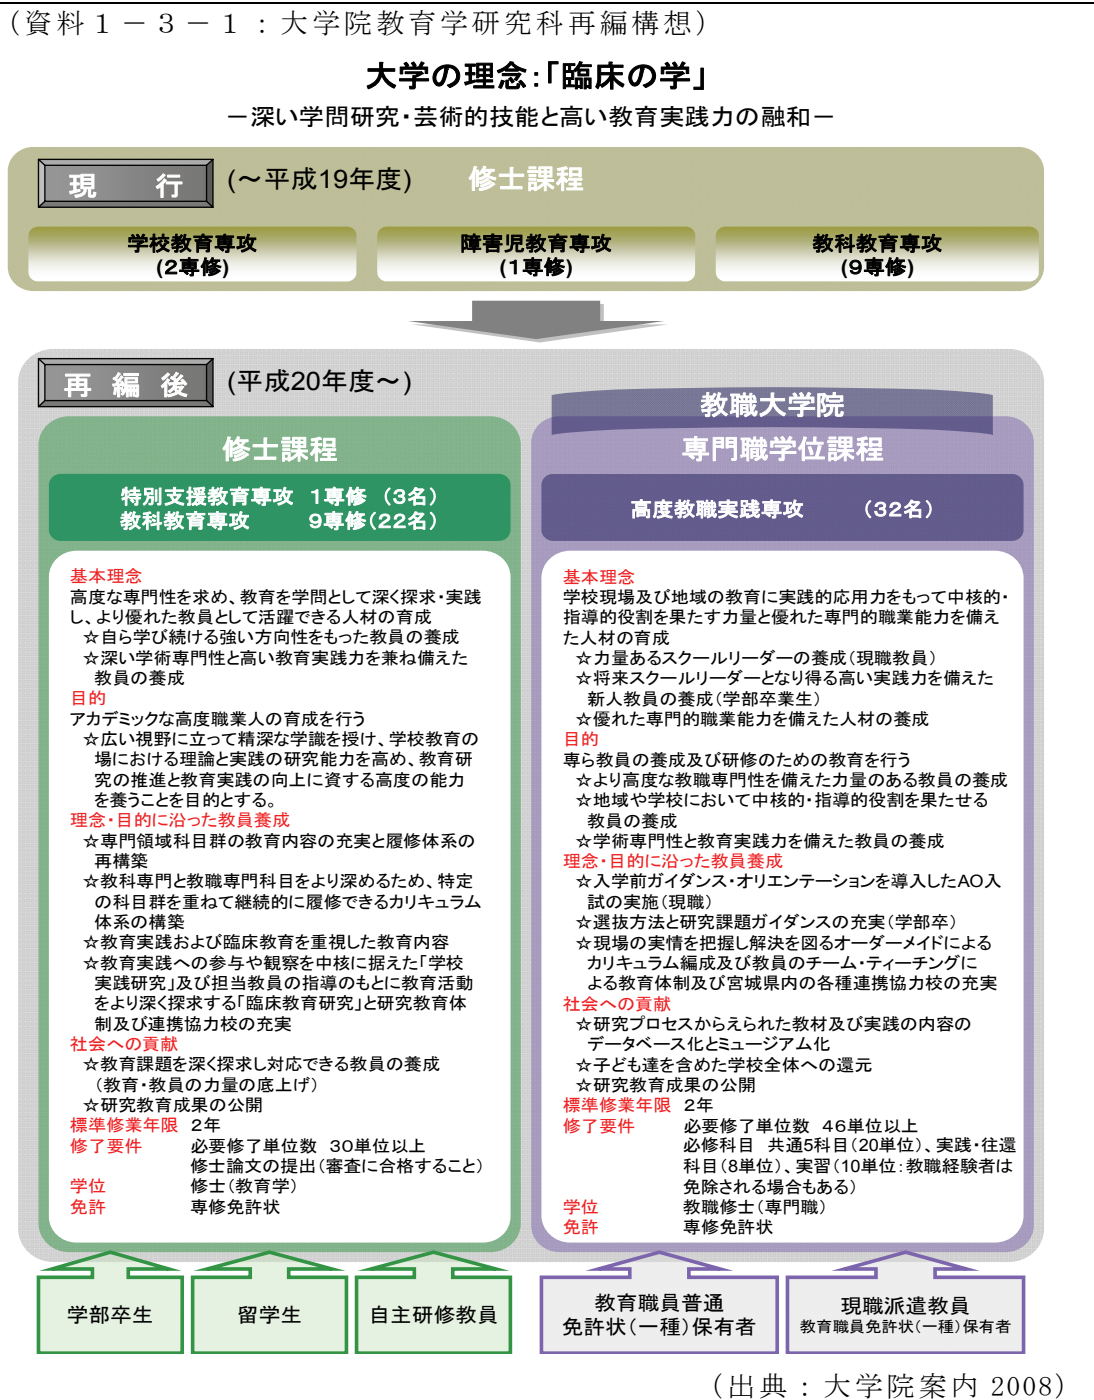 （資料１－３－１：大学院教育学研究科再編構想）
大学の理念：「臨床の学」
－深い学問研究・芸術的技能と高い教育実践力の融和－
現　行 (～平成19年度) 修士課程
学校教育専攻
(2専修)
障害児教育専攻
(1専修)
教科教育専攻
(9専修)
再編後 (平成20年度～)
修士課程
特別支援教育専攻 1専修 （3名）
教科教育専攻 9専修（22名）
基本理念
高度な専門性を求め、教育を学問として深く探求・実践
し、より優れた教員として活躍できる人材の育成
☆自ら学び続ける強い方向性をもった教員の養成
☆深い学術専門性と高い教育実践力を兼ね備えた
教員の養成
目的
アカデミックな高度職業人の育成を行う
☆広い視野に立って精深な学識を授け、学校教育の
場における理論と実践の研究能力を高め、教育研
究の推進と教育実践の向上に資する高度の能力
を養うことを目的とする。
理念・目的に沿った教員養成
☆専門領域科目群の教育内容の充実と履修体系の
再構築
☆教科専門と教職専門科目をより深めるため、特定
の科目群を重ねて継続的に履修できるカリキュラム
体系の構築
☆教育実践および臨床教育を重視した教育内容
☆教育実践への参与や観察を中核に据えた「学校
実践研究」及び担当教員の指導のもとに教育活動
をより深く探求する「臨床教育研究」と研究教育体
制及び連携協力校の充実
社会への貢献
☆教育課題を深く探求し対応できる教員の養成
（教育・教員の力量の底上げ）
☆研究教育成果の公開
標準修業年限 2年
修了要件 必要修了単位数 30単位以上
修士論文の提出（審査に合格すること）
学位 修士（教育学）
免許 専修免許状
教職大学院
専門職学位課程
高度教職実践専攻 （32名）
基本理念
学校現場及び地域の教育に実践的応用力をもって中核的・
指導的役割を果たす力量と優れた専門的職業能力を備え
た人材の育成
☆力量あるスクールリーダーの養成（現職教員）
☆将来スクールリーダーとなり得る高い実践力を備えた
新人教員の養成（学部卒業生）
☆優れた専門的職業能力を備えた人材の養成
目的
専ら教員の養成及び研修のための教育を行う
☆より高度な教職専門性を備えた力量のある教員の養成
☆地域や学校において中核的・指導的役割を果たせる
教員の養成
☆学術専門性と教育実践力を備えた教員の養成
理念・目的に沿った教員養成
☆入学前ガイダンス・オリエンテーションを導入したAO入
試の実施（現職）
☆選抜方法と研究課題ガイダンスの充実（学部卒）
☆現場の実情を把握し解決を図るオーダーメイドによる
カリキュラム編成及び教員のチーム・ティーチングに
よる教育体制及び宮城県内の各種連携協力校の充実
社会への貢献
☆研究プロセスからえられた教材及び実践の内容の
データベース化とミュージアム化
☆子ども達を含めた学校全体への還元
☆研究教育成果の公開
標準修業年限 2年
修了要件 必要修了単位数 46単位以上
必修科目 共通5科目（20単位）、実践・往還
科目（8単位）、実習（10単位：教職経験者は
免除される場合もある）
学位 教職修士（専門職）
免許 専修免許状
学部卒生
留学生
自主研修教員
教育職員普通
免許状（一種）保有者
現職派遣教員
教育職員免許状（一種）保有者
（出典：大学院案内 2008）